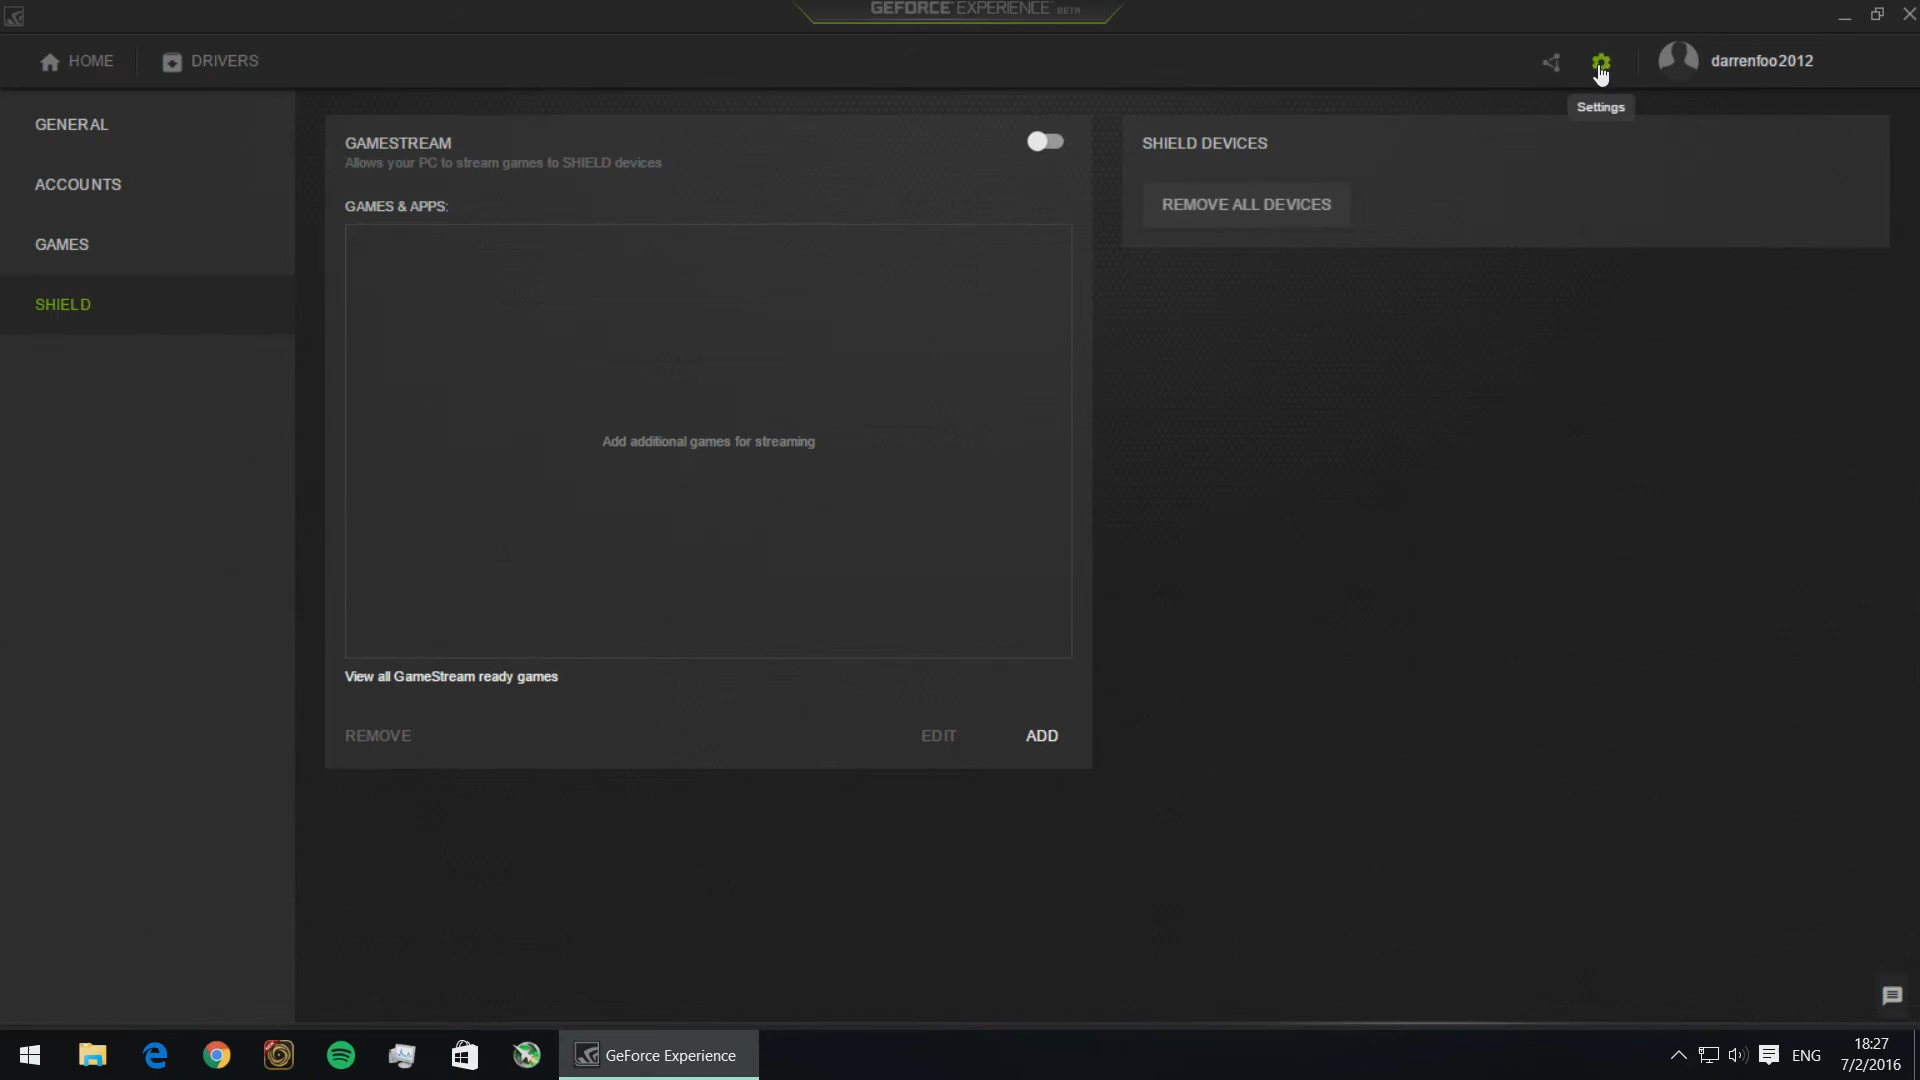 GEFORCE EXPERIENCE BETA
HOME
DRIVERS
darrenfoo2012
Settings
GENERAL
ACCOUNTS
GAMES
SHIELD
GAMESTREAM
Allows your PC to stream games to SHIELD devices
GAMES & APPS:
Add additional games for streaming
View all GameStream ready games
REMOVE
EDIT
ADD
SHIELD DEVICES
REMOVE ALL DEVICES
GeForce Experience
ENG
18:27
7/2/2016